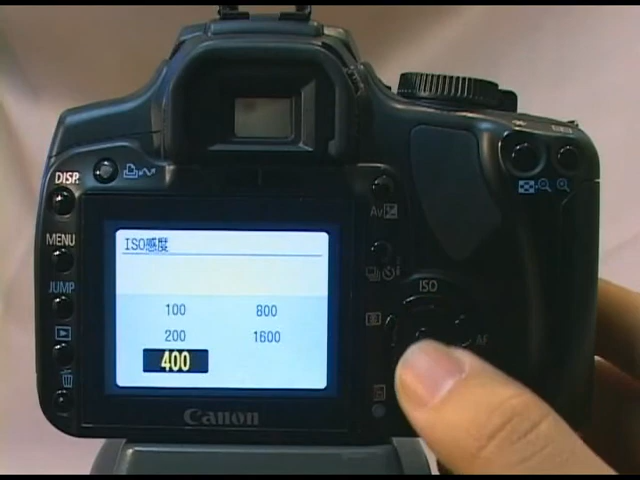 DISP.
MENU
JUMP
ISO感度
100
800
200
1600
400
Av
ISO
AF
Canon